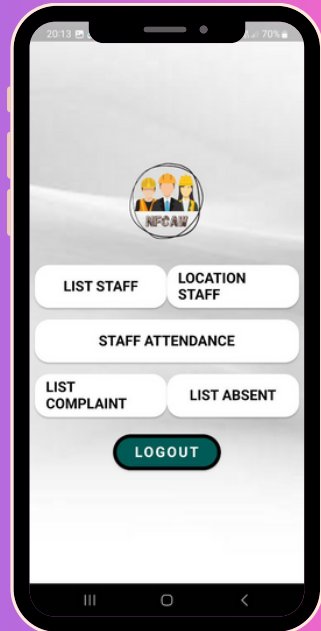 20:13
70%
NFCAW
LIST STAFF
LOCATION
STAFF
STAFF ATTENDANCE
LIST
COMPLAINT
LIST ABSENT
LOGOUT